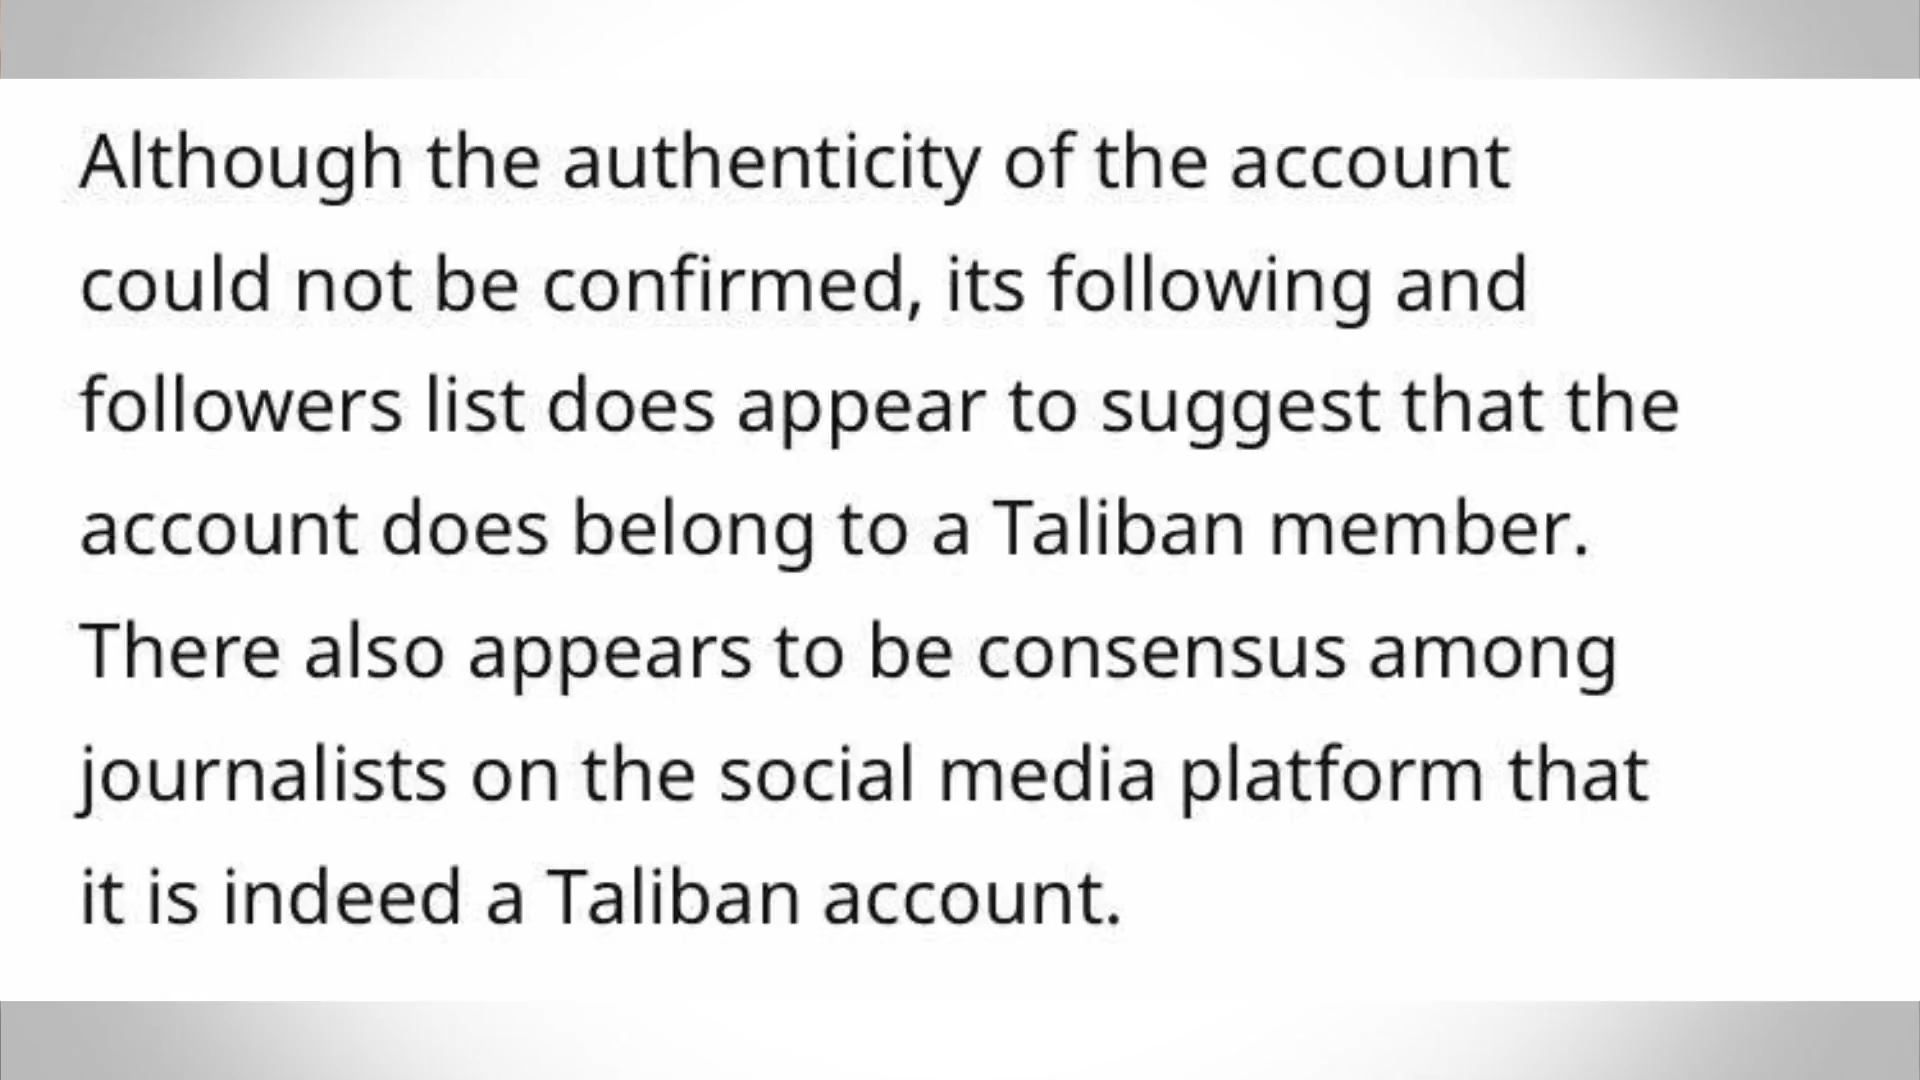 Although the authenticity of the account
could not be confirmed, its following and
followers list does appear to suggest that the
account does belong to a Taliban member.
There also appears to be consensus among
journalists on the social media platform that
it is indeed a Taliban account.